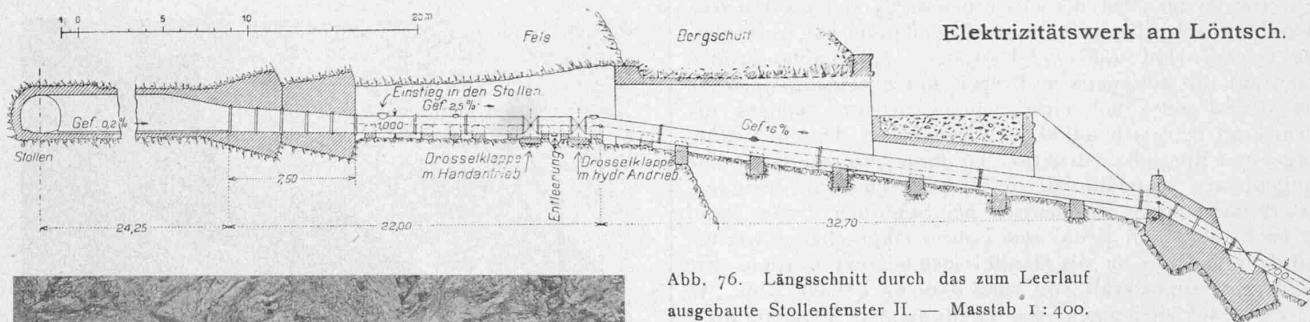 1 0 5 10 20 m
Fels
Bergschutt
Elektrizitätswerk am Löntsch.
Einstieg in den Stollen.
Gef. 2,5%
Gef. 0,2%
1,000
Gef 16 %
Stollen
Drosselklappe
m. Handantrieb
Entleerung
Drosselklappe
m. hydr. Andrieb.
7,50
24,25
22,00
32,70
700
Abb. 76. Längsschnitt durch das zum Leerlauf
ausgebaute Stollenfenster II. — Masstab 1 : 400.